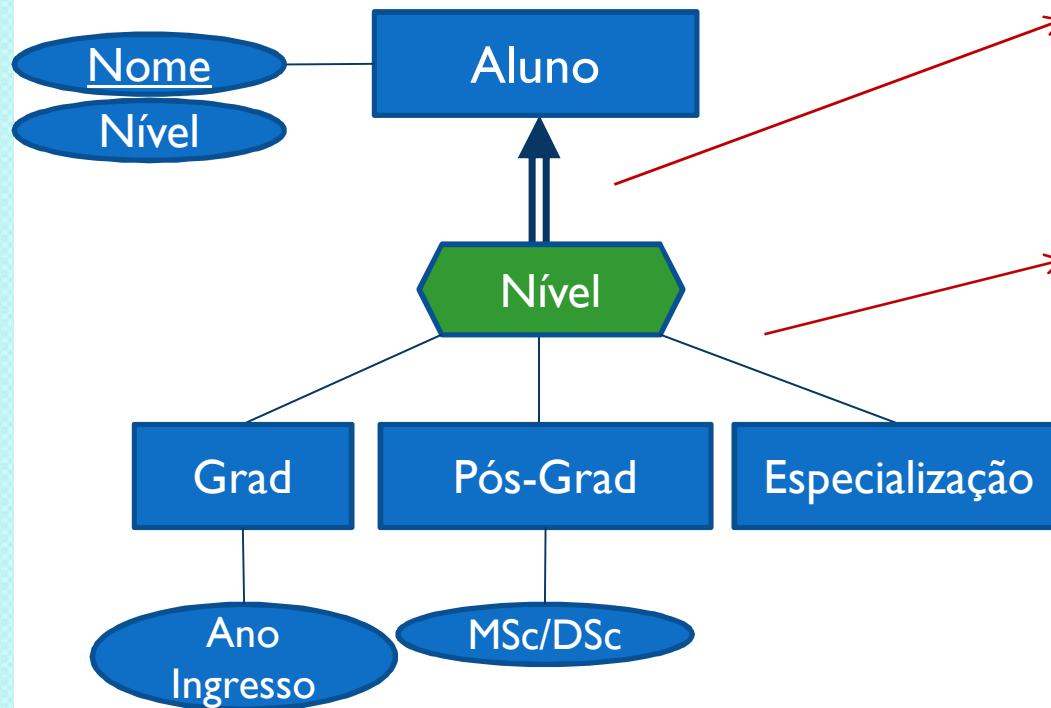 Nome
Aluno
Nível
Nível
Grad
Pós-Grad
Especialização
Ano
Ingresso
MSc/DSc